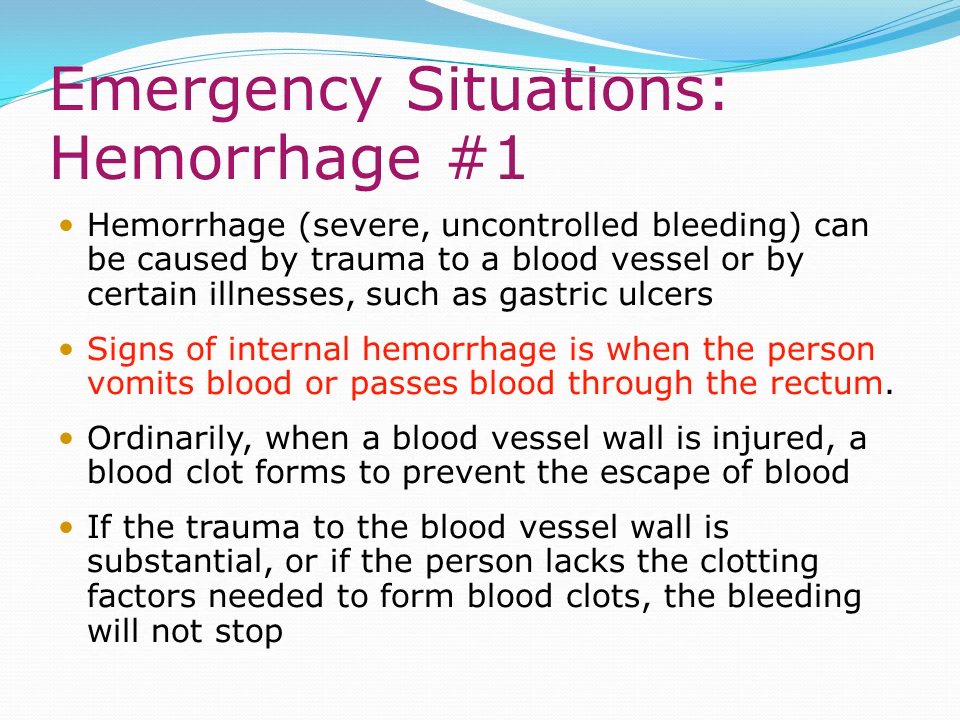 Emergency Situations:
Hemorrhage #1
• Hemorrhage (severe, uncontrolled bleeding) can
be caused by trauma to a blood vessel or by
certain illnesses, such as gastric ulcers
• Signs of internal hemorrhage is when the person
vomits blood or passes blood through the rectum.
• Ordinarily, when a blood vessel wall is injured, a
blood clot forms to prevent the escape of blood
• If the trauma to the blood vessel wall is
substantial, or if the person lacks the clotting
factors needed to form blood clots, the bleeding
will not stop